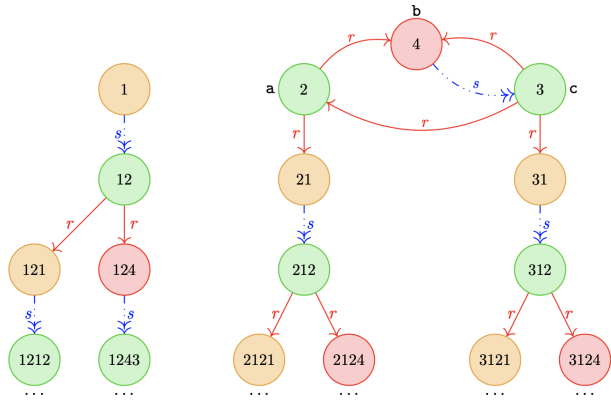 b
r 4 r
s
1 a 2 3 c
r
s r r
12 21 31
r r s s
121 124 212 312
s s r r r r
1212 1243 2121 2124 3121 3124
... ... ... ... ... ...